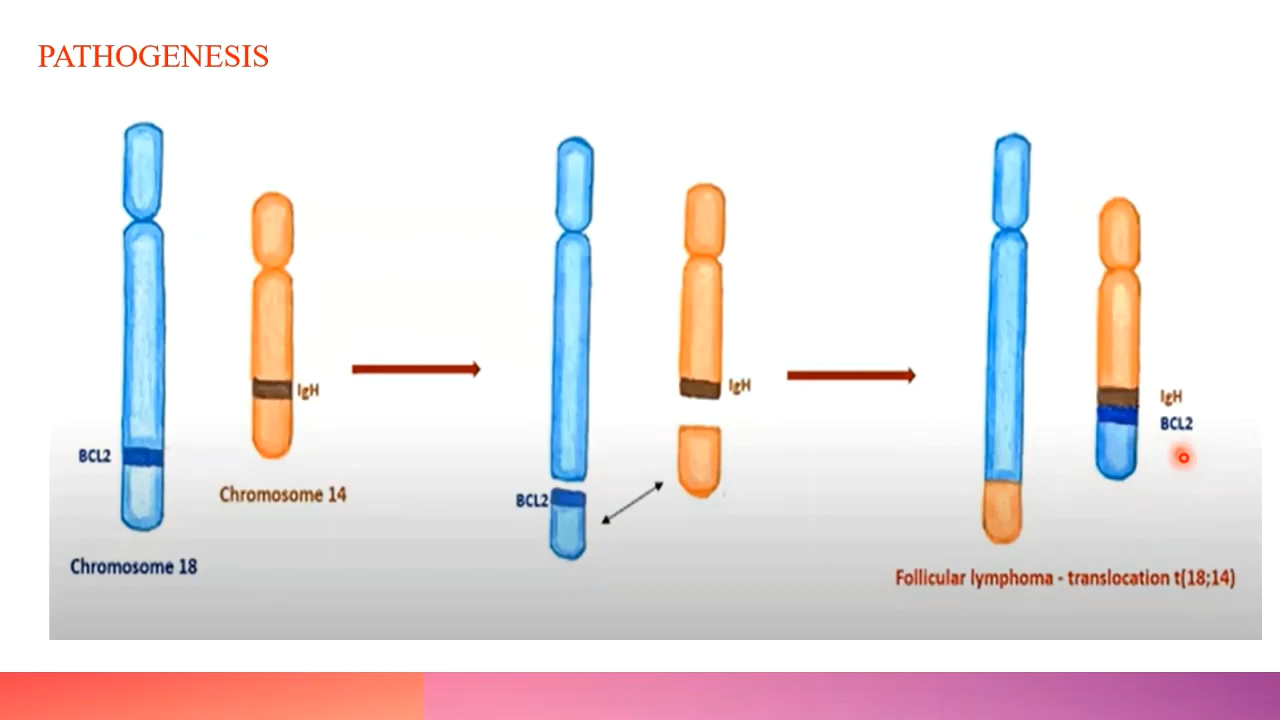 PATHOGENESIS
BCL2
IgH
Chromosome 14
Chromosome 18
BCL2
IgH
IgH
BCL2
Follicular lymphoma - translocation t(18;14)